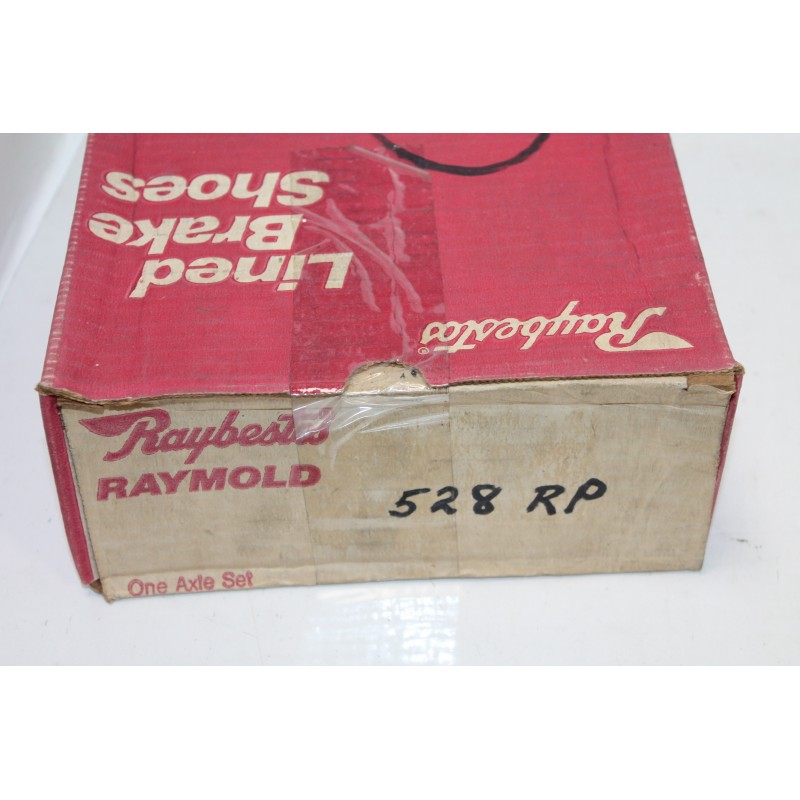 Lined
Brake
Shoes
Raybestos®
Raybestos
RAYMOLD
528 RP
One Axle Set